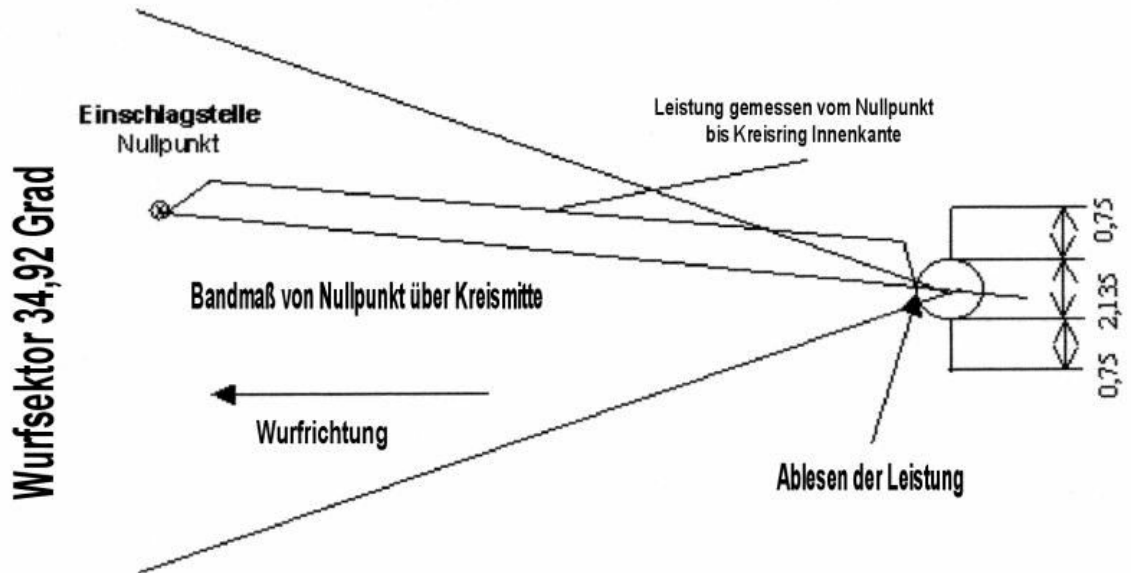 Wurfsektor 34,92 Grad
Einschlagstelle
Nullpunkt
Leistung gemessen vom Nullpunkt
bis Kreisring Innenkante
0,75
2,135
0,75
Bandmaß von Nullpunkt über Kreismitte
Wurfrichtung
Ablesen der Leistung